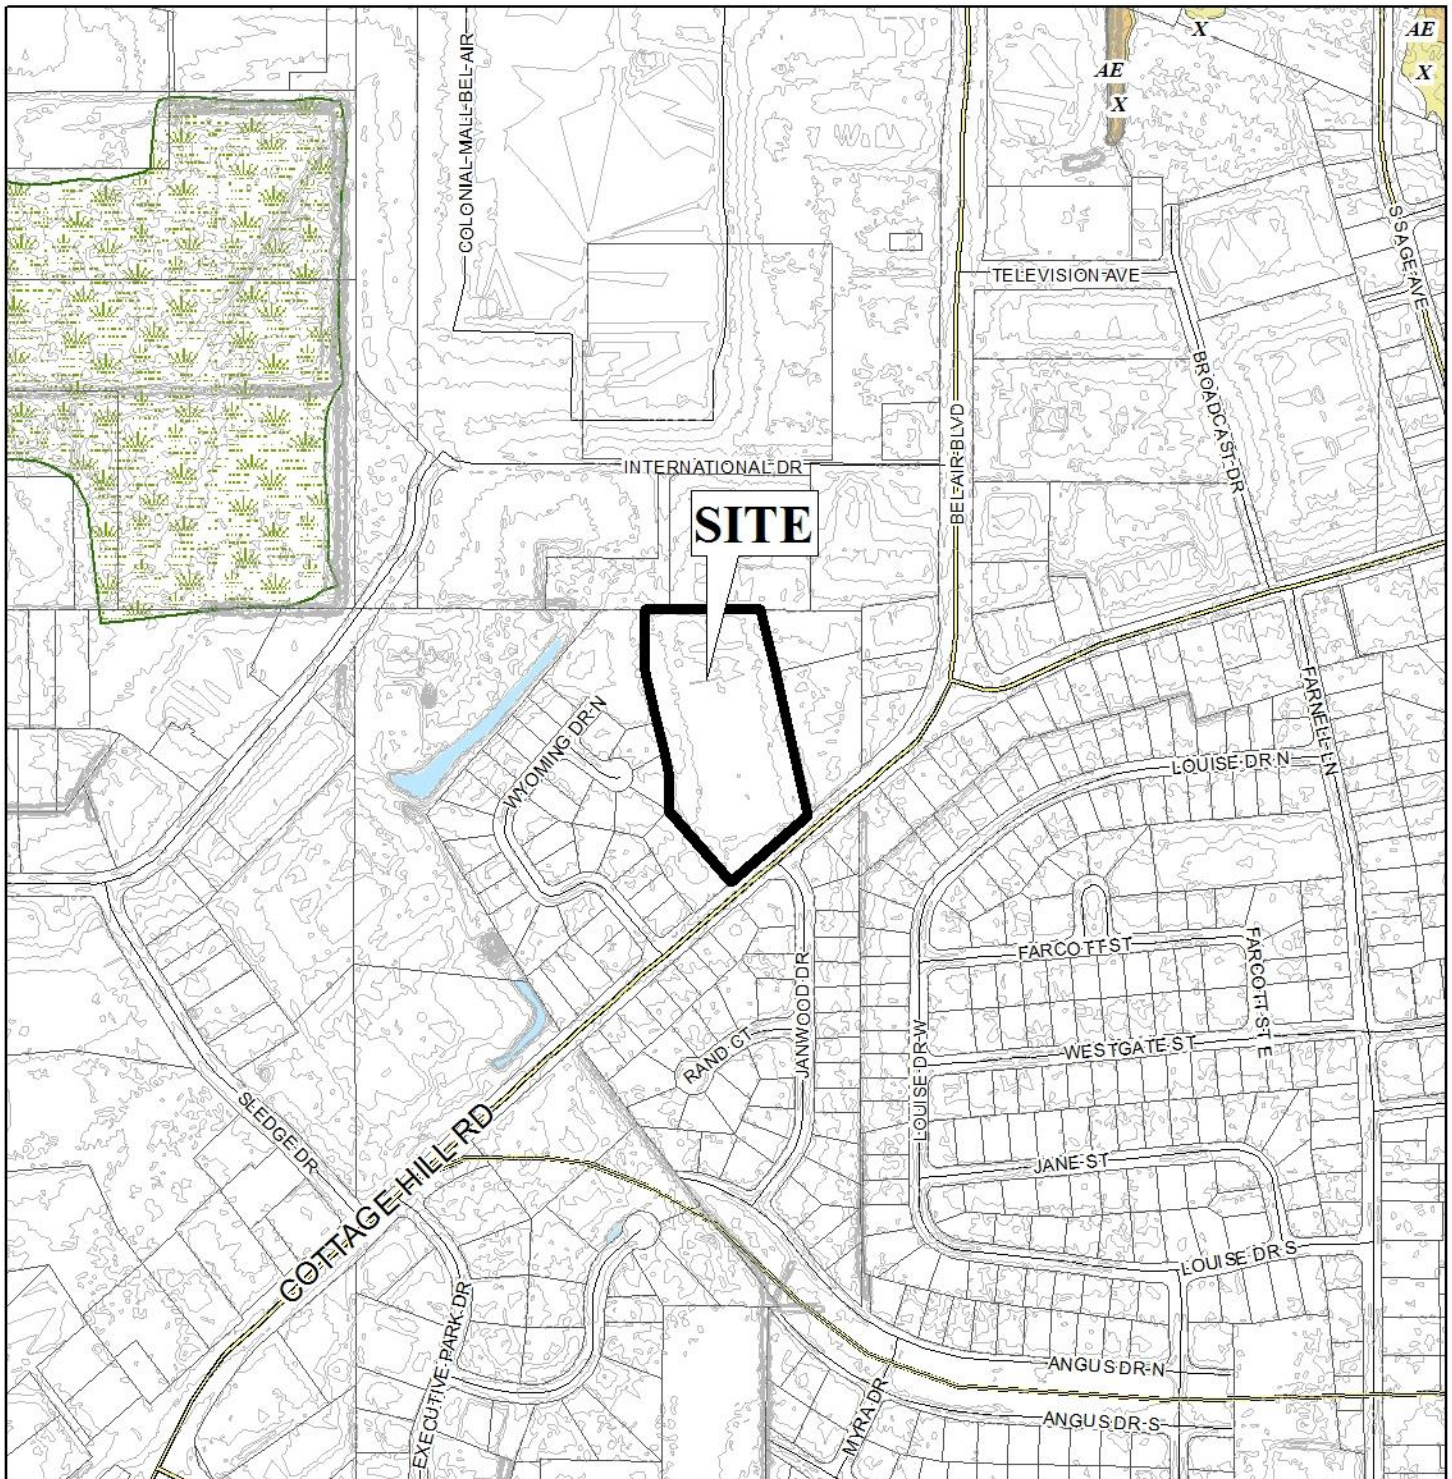 X
AE
AE
X
X
COLONIAL MALL BEL AIR
SSAGE AVE
TELEVISION AVE
BROADCAST DR
BEL AIR BLVD
INTERNATIONAL DR
SITE
FARNELL LN
WYOMING DR N
LOUISE DR N
FARCOTT ST
FARCOTT ST E
JANWOOD DR
LOUISE DR W
WESTGATE ST
RAND CT
SLEDGE DR
COTTAGE HILL RD
JANE ST
LOUISE DR S
EXECUTIVE PARK DR
ANGUS DR N
MYRA DR
ANGUS DR S